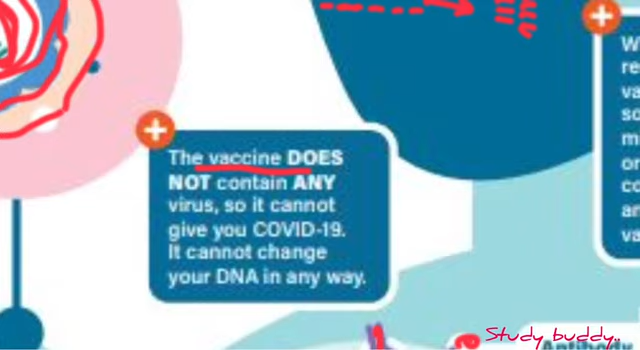 The vaccine DOES
NOT contain ANY
virus, so it cannot
give you COVID-19.
It cannot change
your DNA in any way.
Study buddy..
Antibody